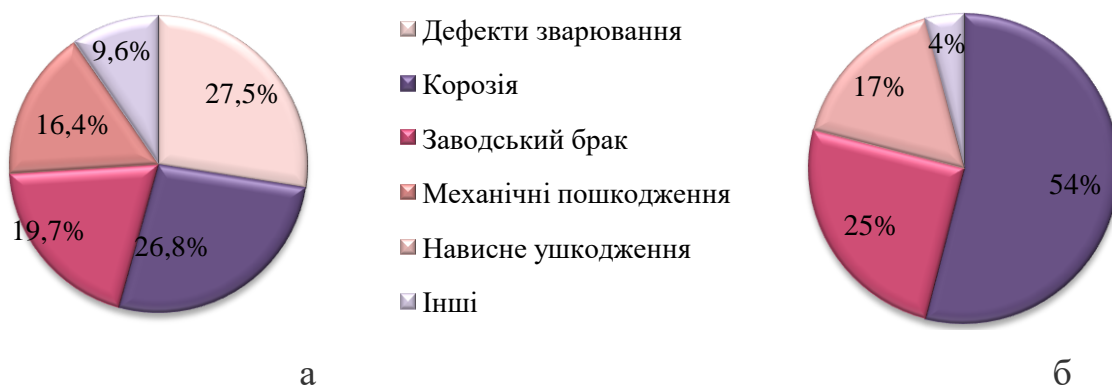 9,6%
27,5%
16,4%
19,7%
26,8%
Дефекти зварювання
Корозія
Заводський брак
Механічні пошкодження
Нависне ушкодження
Інші
4%
17%
54%
25%
а
б